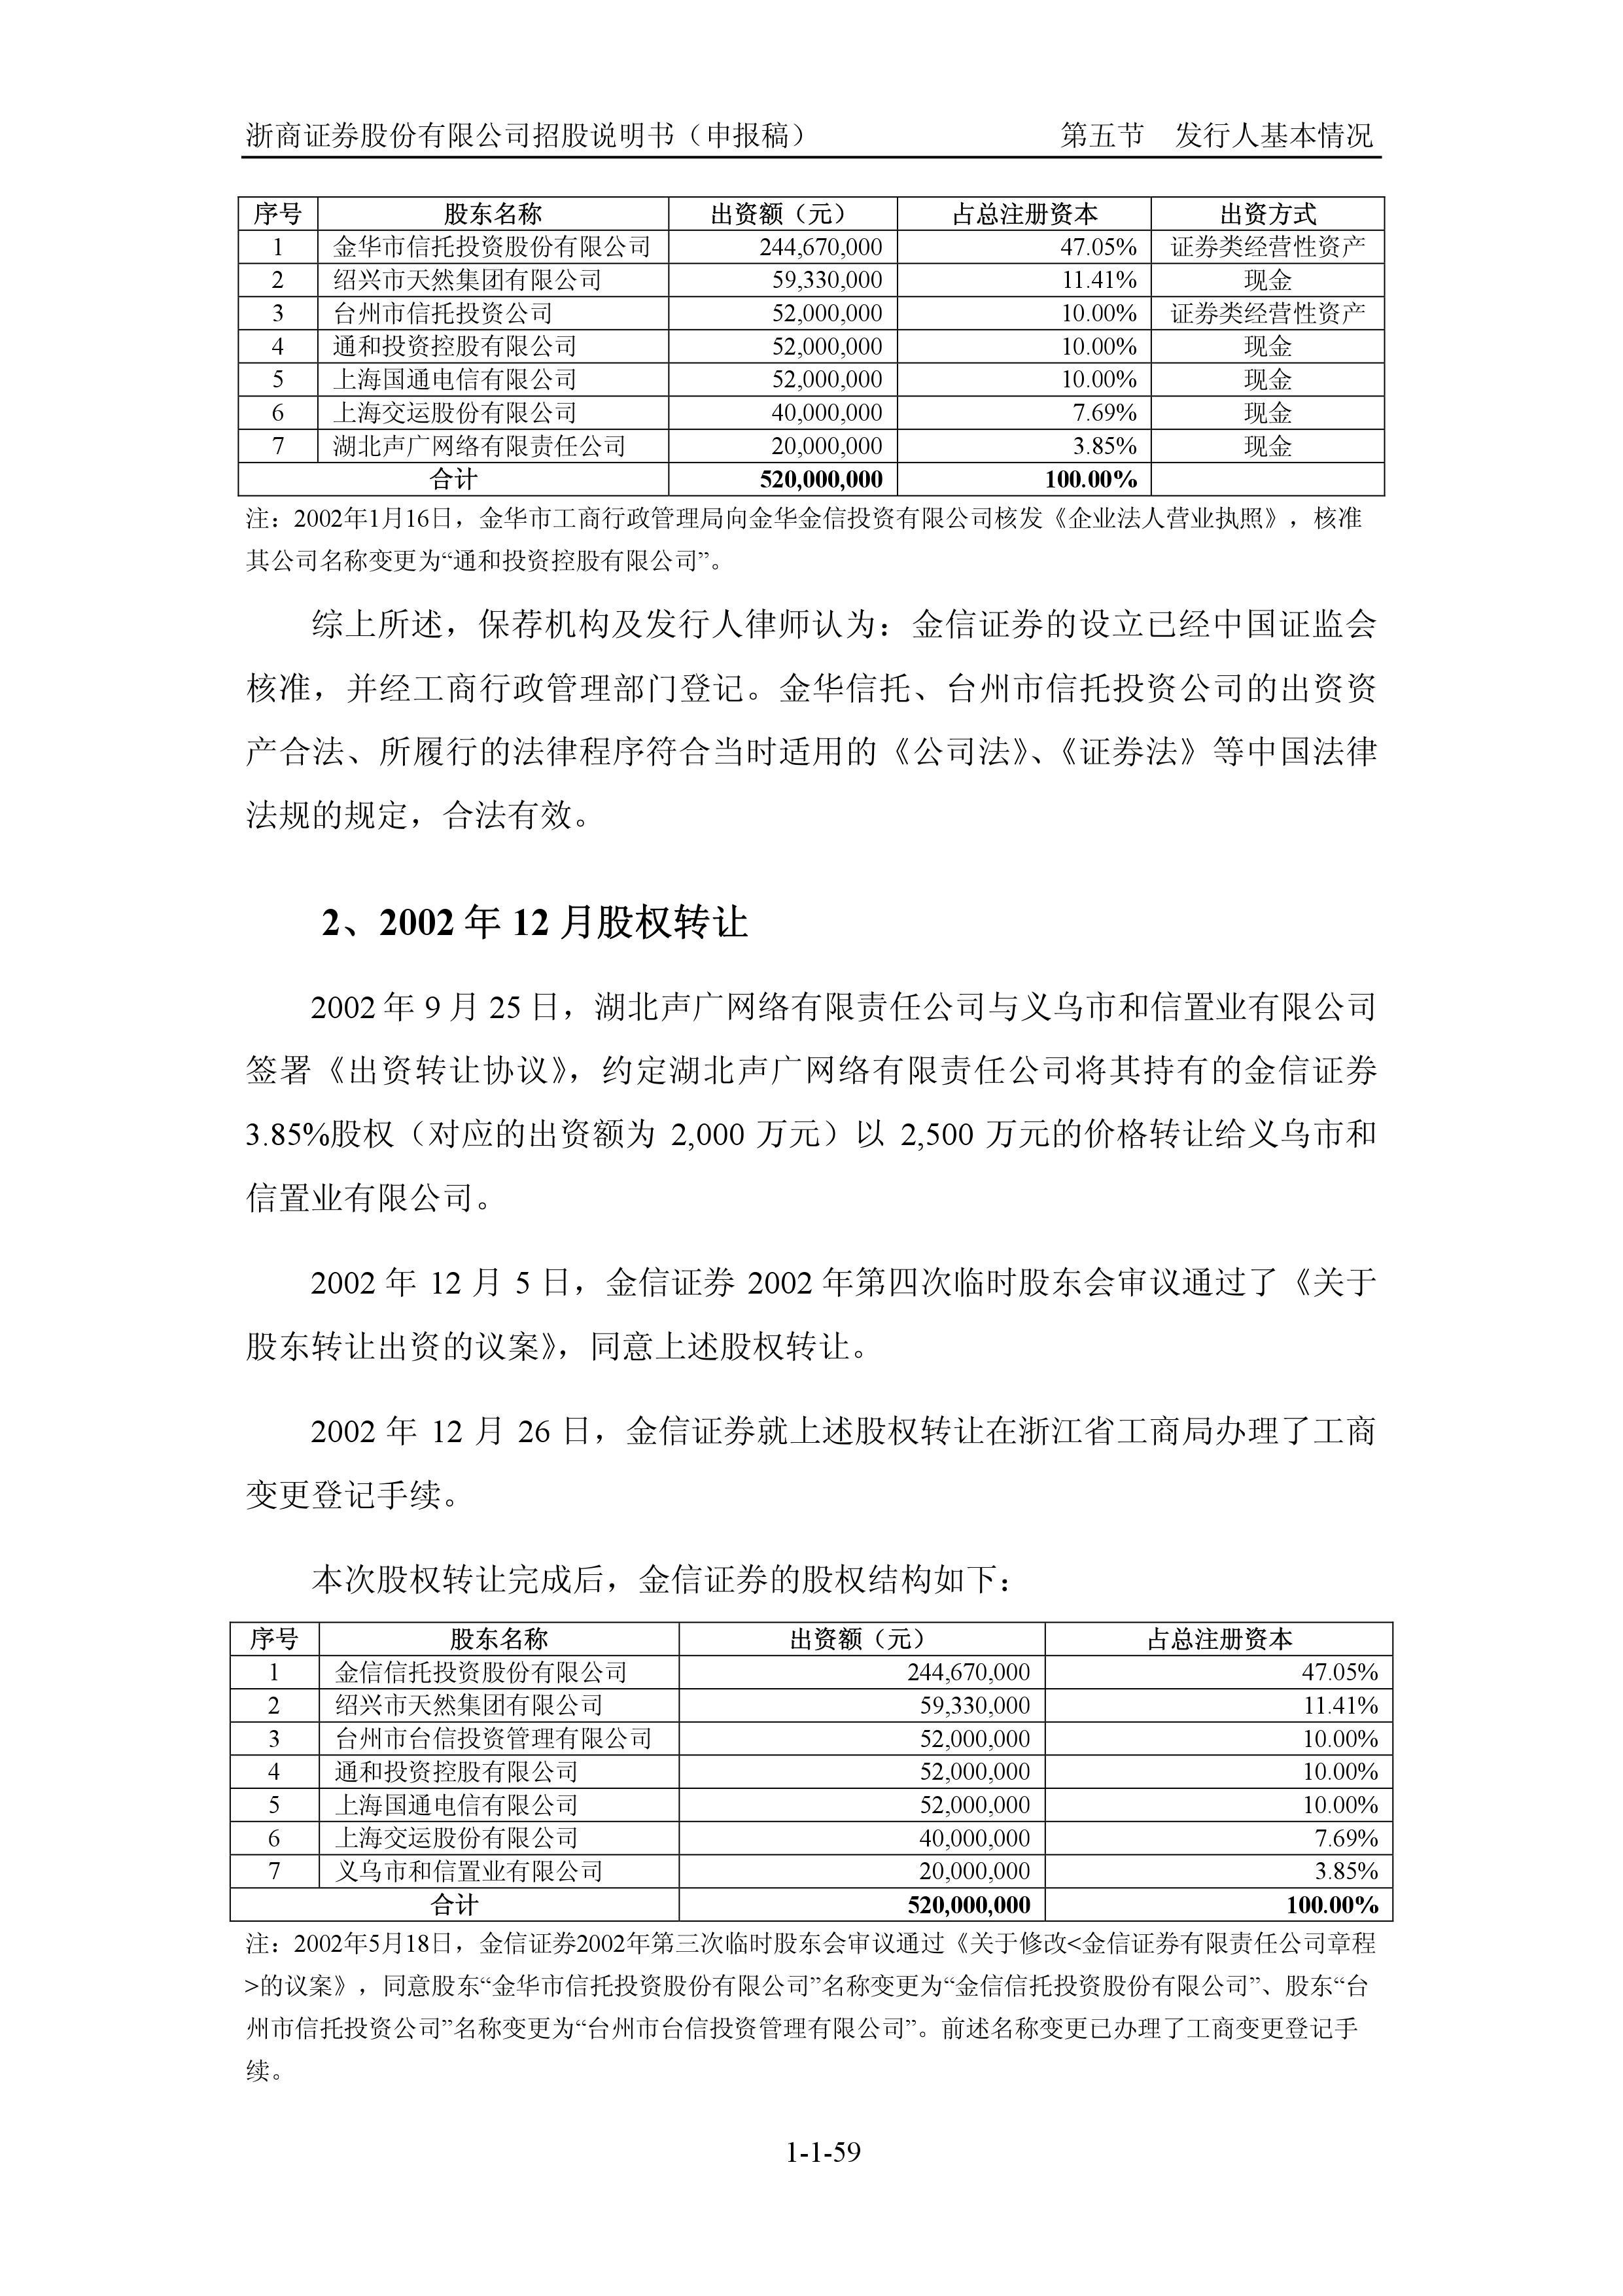 浙商证券股份有限公司招股说明书（申报稿） 第五节 发行人基本情况
序号 股东名称 出资额（元） 占总注册资本 出资方式
1 金华市信托投资股份有限公司 244,670,000 47.05% 证券类经营性资产
2 绍兴市天然集团有限公司 59,330,000 11.41% 现金
3 台州市信托投资公司 52,000,000 10.00% 证券类经营性资产
4 通和投资控股有限公司 52,000,000 10.00% 现金
5 上海国通电信有限公司 52,000,000 10.00% 现金
6 上海交运股份有限公司 40,000,000 7.69% 现金
7 湖北声广网络有限责任公司 20,000,000 3.85% 现金
合计 520,000,000 100.00%
注：2002年1月16日，金华市工商行政管理局向金华金信投资有限公司核发《企业法人营业执照》，核准
其公司名称变更为“通和投资控股有限公司”。
综上所述，保荐机构及发行人律师认为：金信证券的设立已经中国证监会
核准，并经工商行政管理部门登记。金华信托、台州市信托投资公司的出资资
产合法、所履行的法律程序符合当时适用的《公司法》、《证券法》等中国法律
法规的规定，合法有效。
2、2002 年 12 月股权转让
2002 年 9 月 25 日，湖北声广网络有限责任公司与义乌市和信置业有限公司
签署《出资转让协议》，约定湖北声广网络有限责任公司将其持有的金信证券
3.85%股权（对应的出资额为 2,000 万元）以 2,500 万元的价格转让给义乌市和
信置业有限公司。
2002 年 12 月 5 日，金信证券 2002 年第四次临时股东会审议通过了《关于
股东转让出资的议案》，同意上述股权转让。
2002 年 12 月 26 日，金信证券就上述股权转让在浙江省工商局办理了工商
变更登记手续。
本次股权转让完成后，金信证券的股权结构如下：
序号 股东名称 出资额（元） 占总注册资本
1 金信信托投资股份有限公司 244,670,000 47.05%
2 绍兴市天然集团有限公司 59,330,000 11.41%
3 台州市台信投资管理有限公司 52,000,000 10.00%
4 通和投资控股有限公司 52,000,000 10.00%
5 上海国通电信有限公司 52,000,000 10.00%
6 上海交运股份有限公司 40,000,000 7.69%
7 义乌市和信置业有限公司 20,000,000 3.85%
合计 520,000,000 100.00%
注：2002年5月18日，金信证券2002年第三次临时股东会审议通过《关于修改<金信证券有限责任公司章程
>的议案》，同意股东“金华市信托投资股份有限公司”名称变更为“金信信托投资股份有限公司”、股东“台
州市信托投资公司”名称变更为“台州市台信投资管理有限公司”。前述名称变更已办理了工商变更登记手
续。
1-1-59